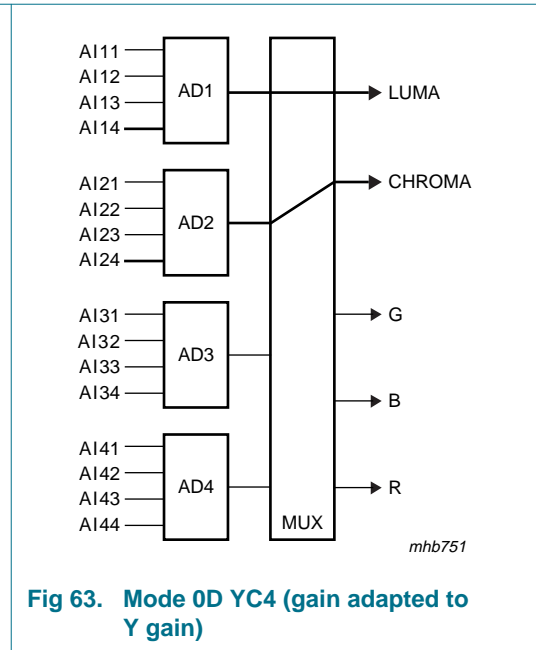 AI11
AI12
AI13
AI14
AD1
LUMA
AI21
AI22
AI23
AI24
AD2
CHROMA
AI31
AI32
AI33
AI34
AD3
G
B
AI41
AI42
AI43
AI44
AD4
R
MUX
mhb751
Fig 63. Mode 0D YC4 (gain adapted to
Y gain)